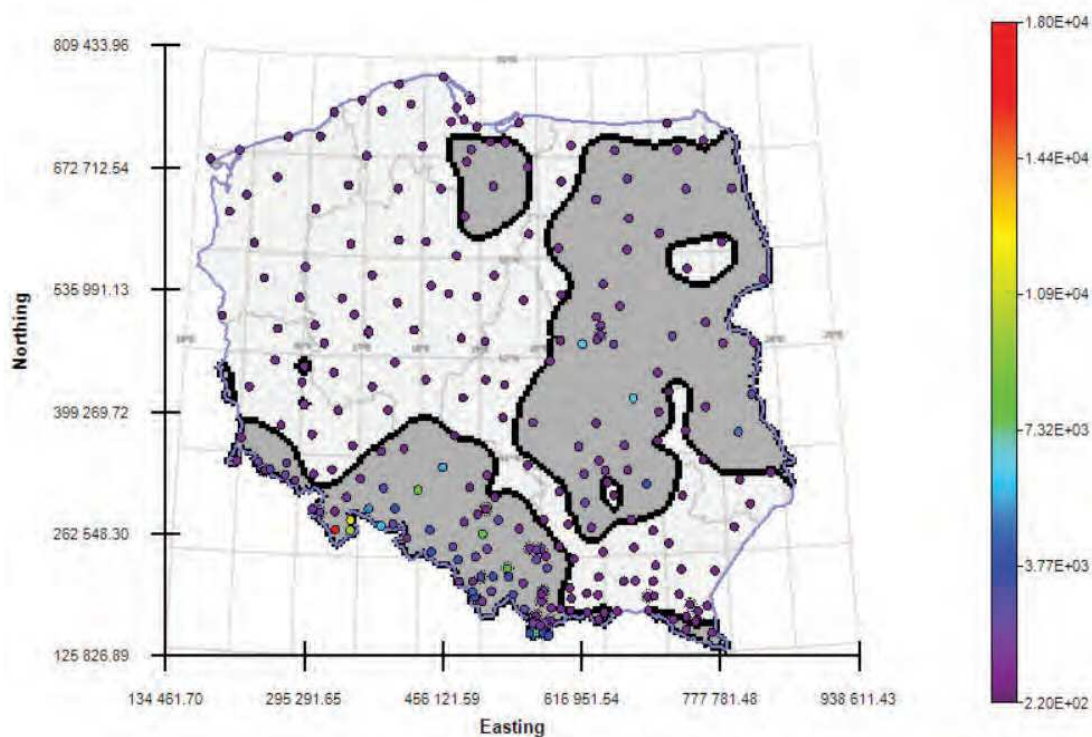 809 433.96
672 712.54
535 991.13
399 269.72
262 548.30
125 826.89
Northing
134 461.70 295 291.65 466 121.59 616 951.54 777 781.48 938 611.43
Easting
1.80E+04
1.44E+04
1.09E+04
7.32E+03
3.77E+03
2.20E+02